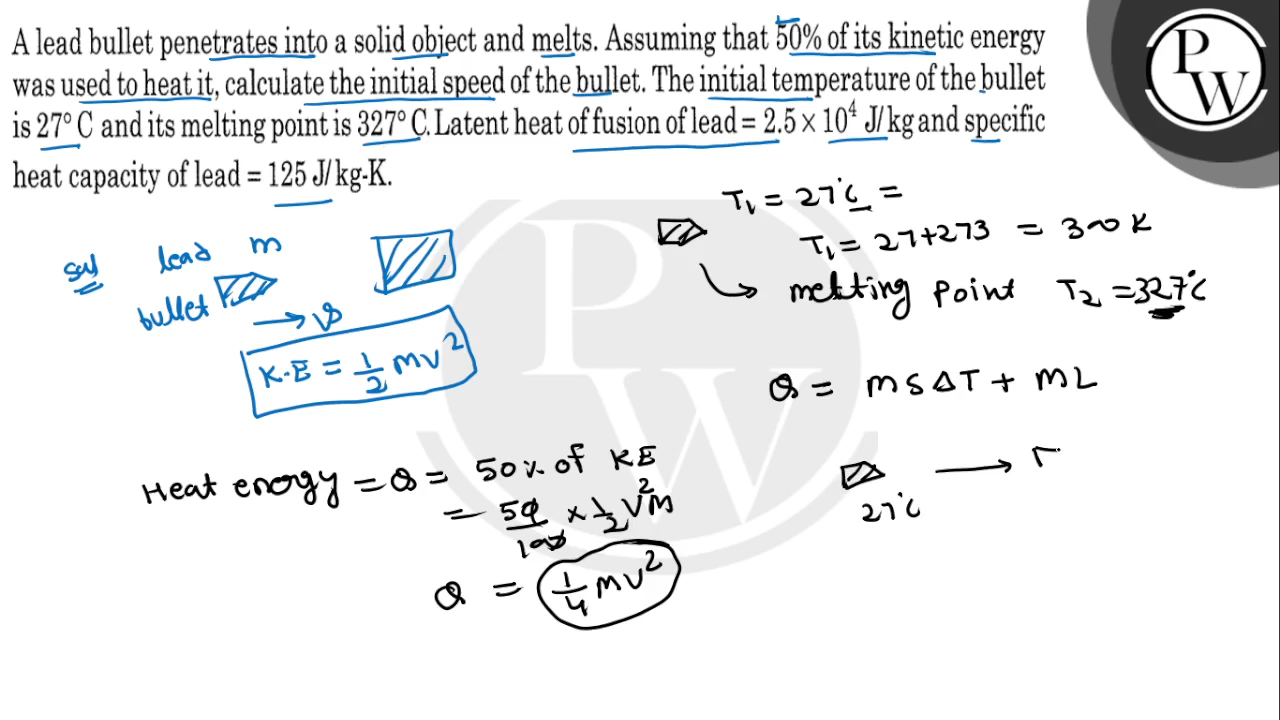 A lead bullet penetrates into a solid object and melts. Assuming that 50% of its kinetic energy
was used to heat it, calculate the initial speed of the bullet. The initial temperature of the bullet
is 27° C and its melting point is 327° C. Latent heat of fusion of lead = 2.5 × 10⁴ J/kg and specific
heat capacity of lead = 125 J/kg-K.
P
W
T₁ = 27°C =
T₁ = 27+273 = 300 K
melting point T₂ = 327°C
Sol lead m
bullet
→ v
K.E = 1/2 mv²
Q = m S ΔT + m L
Heat energy = Q = 50% of KE
= 50/100 × 1/2 v²m
Q = 1/4 mv²
27°C
P
W